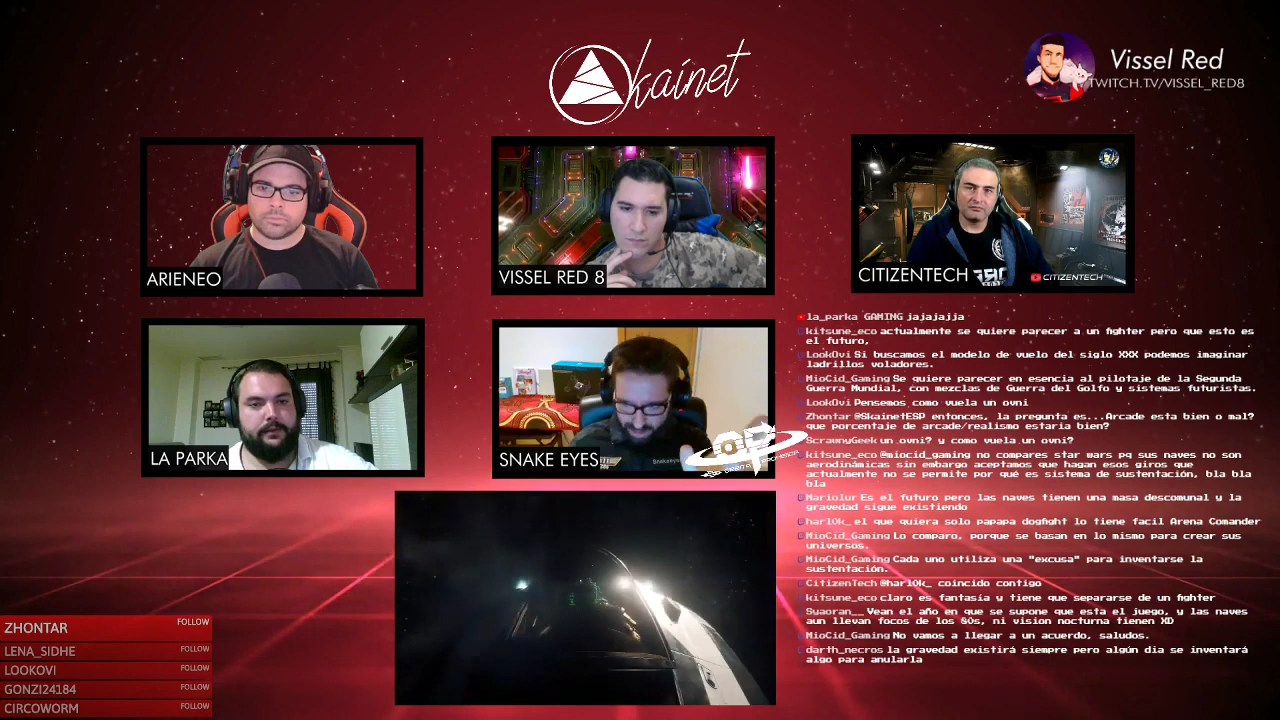 Skainet
Vissel Red
TWITCH.TV/VISSEL_RED8
ARIENEO
VISSEL RED 8
CITIZENTECH
CITIZENTECH
LA PARKA
SNAKE EYES
la_parka GAMING jajajajja
kitsune_eco actualmente se quiere parecer a un fighter pero que esto es
el futuro,
LookOvi Si buscamos el modelo de vuelo del siglo XXX podemos imaginar
ladrillos voladores.
MioCid_Gaming Se quiere parecer en esencia al pilotaje de la Segunda
Guerra Mundial, con mezclas de Guerra del Golfo y sistemas futuristas.
LookOvi Pensemos como vuela un ovni
Zhontar @SkainetESP entonces, la pregunta es...Arcade esta bien o mal?
que porcentaje de arcade/realismo estaria bien?
ScrawnyGeek un ovni? y como vuela un ovni?
kitsune_eco @miocid_gaming no compares star wars pq sus naves no son
aerodinámicas sin embargo aceptamos que hagan esos giros que
actualmente no se permite por qué es sistema de sustentación, bla bla
bla
Mariolur Es el futuro pero las naves tienen una masa descomunal y la
gravedad sigue existiendo
harl0k_ el que quiera solo papapa dogfight lo tiene facil Arena Comander
MioCid_Gaming Lo comparo, porque se basan en lo mismo para crear sus
universos.
MioCid_Gaming Cada uno utiliza una "excusa" para inventarse la
sustentación.
CitizenTech @harl0k_ coincido contigo
kitsune_eco claro es fantasía y tiene que separarse de un fighter
Syaoran__ Vean el año en que se supone que esta el juego, y las naves
aun llevan focos de los 80s, ni vision nocturna tienen XD
MioCid_Gaming No vamos a llegar a un acuerdo, saludos.
darth_necros la gravedad existirá siempre pero algún dia se inventará
algo para anularla
ZHONTAR FOLLOW
LENA_SIDHE FOLLOW
LOOKOVI FOLLOW
GONZI24184 FOLLOW
CIRCOWORM FOLLOW